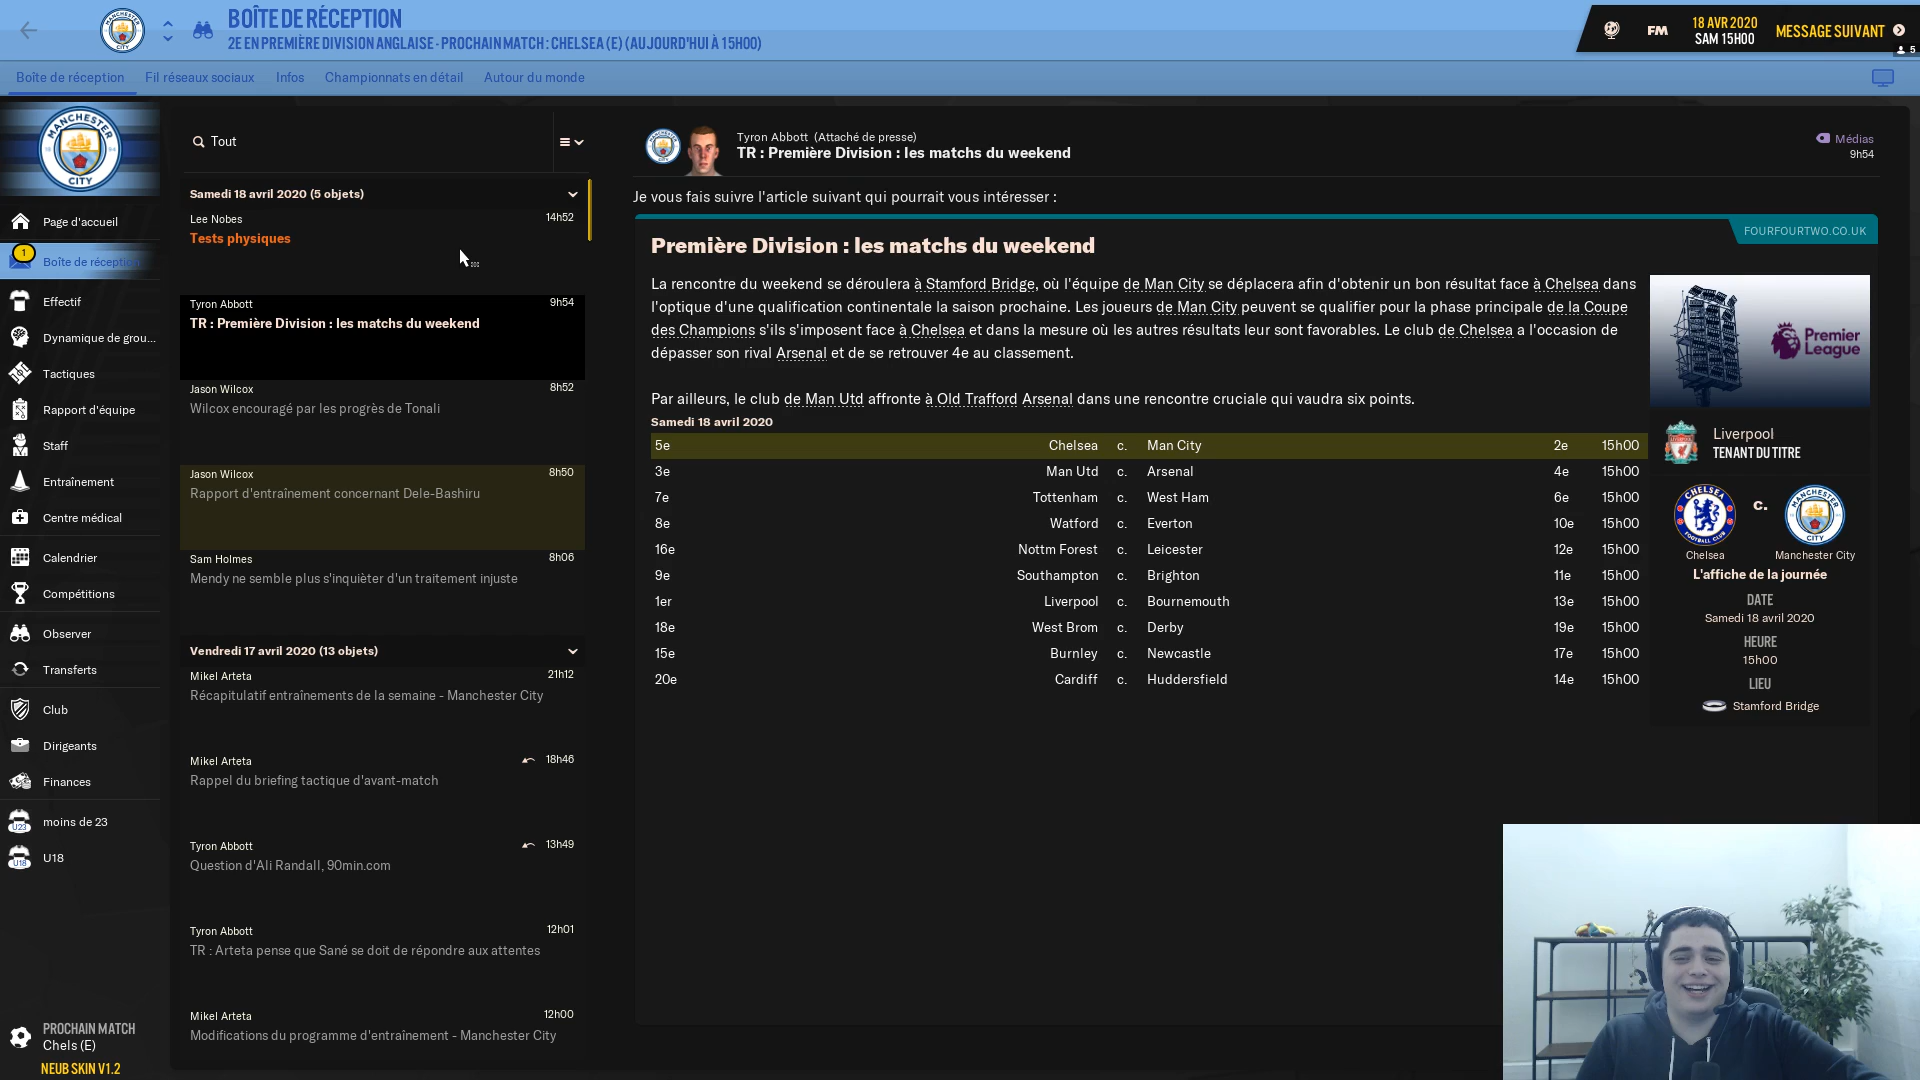 BOÎTE DE RÉCEPTION
2E EN PREMIÈRE DIVISION ANGLAISE · PROCHAIN MATCH : CHELSEA (E) (AUJOURD'HUI À 15H00)
FM
18 AVR 2020
SAM 15H00
MESSAGE SUIVANT
5
Boîte de réception
Fil réseaux sociaux
Infos
Championnats en détail
Autour du monde
MANCHESTER
CITY
Page d'accueil
1
Boîte de réception
Effectif
Dynamique de grou...
Tactiques
Rapport d'équipe
Staff
Entraînement
Centre médical
Calendrier
Compétitions
Observer
Transferts
Club
Dirigeants
Finances
U23
moins de 23
U18
U18
PROCHAIN MATCH
Chels (E)
NEUB SKIN V1.2
Tout
Samedi 18 avril 2020 (5 objets)
Lee Nobes 14h52
Tests physiques
Tyron Abbott 9h54
TR : Première Division : les matchs du weekend
Jason Wilcox 8h52
Wilcox encouragé par les progrès de Tonali
Jason Wilcox 8h50
Rapport d'entraînement concernant Dele-Bashiru
Sam Holmes 8h06
Mendy ne semble plus s'inquièter d'un traitement injuste
Vendredi 17 avril 2020 (13 objets)
Mikel Arteta 21h12
Récapitulatif entraînements de la semaine - Manchester City
Mikel Arteta 18h46
Rappel du briefing tactique d'avant-match
Tyron Abbott 13h49
Question d'Ali Randall, 90min.com
Tyron Abbott 12h01
TR : Arteta pense que Sané se doit de répondre aux attentes
Mikel Arteta 12h00
Modifications du programme d'entraînement - Manchester City
Tyron Abbott (Attaché de presse)
TR : Première Division : les matchs du weekend
Médias
9h54
Je vous fais suivre l'article suivant qui pourrait vous intéresser :
FOURFOURTWO.CO.UK
Première Division : les matchs du weekend
La rencontre du weekend se déroulera à Stamford Bridge, où l'équipe de Man City se déplacera afin d'obtenir un bon résultat face à Chelsea dans
l'optique d'une qualification continentale la saison prochaine. Les joueurs de Man City peuvent se qualifier pour la phase principale de la Coupe
des Champions s'ils s'imposent face à Chelsea et dans la mesure où les autres résultats leur sont favorables. Le club de Chelsea a l'occasion de
dépasser son rival Arsenal et de se retrouver 4e au classement.
Par ailleurs, le club de Man Utd affronte à Old Trafford Arsenal dans une rencontre cruciale qui vaudra six points.
Samedi 18 avril 2020
5e Chelsea c. Man City 2e 15h00
3e Man Utd c. Arsenal 4e 15h00
7e Tottenham c. West Ham 6e 15h00
8e Watford c. Everton 10e 15h00
16e Nottm Forest c. Leicester 12e 15h00
9e Southampton c. Brighton 11e 15h00
1er Liverpool c. Bournemouth 13e 15h00
18e West Brom c. Derby 19e 15h00
15e Burnley c. Newcastle 17e 15h00
20e Cardiff c. Huddersfield 14e 15h00
Premier
League
Liverpool
TENANT DU TITRE
CHELSEA
FOOTBALL CLUB
c.
MANCHESTER
CITY
Chelsea
Manchester City
L'affiche de la journée
DATE
Samedi 18 avril 2020
HEURE
15h00
LIEU
Stamford Bridge